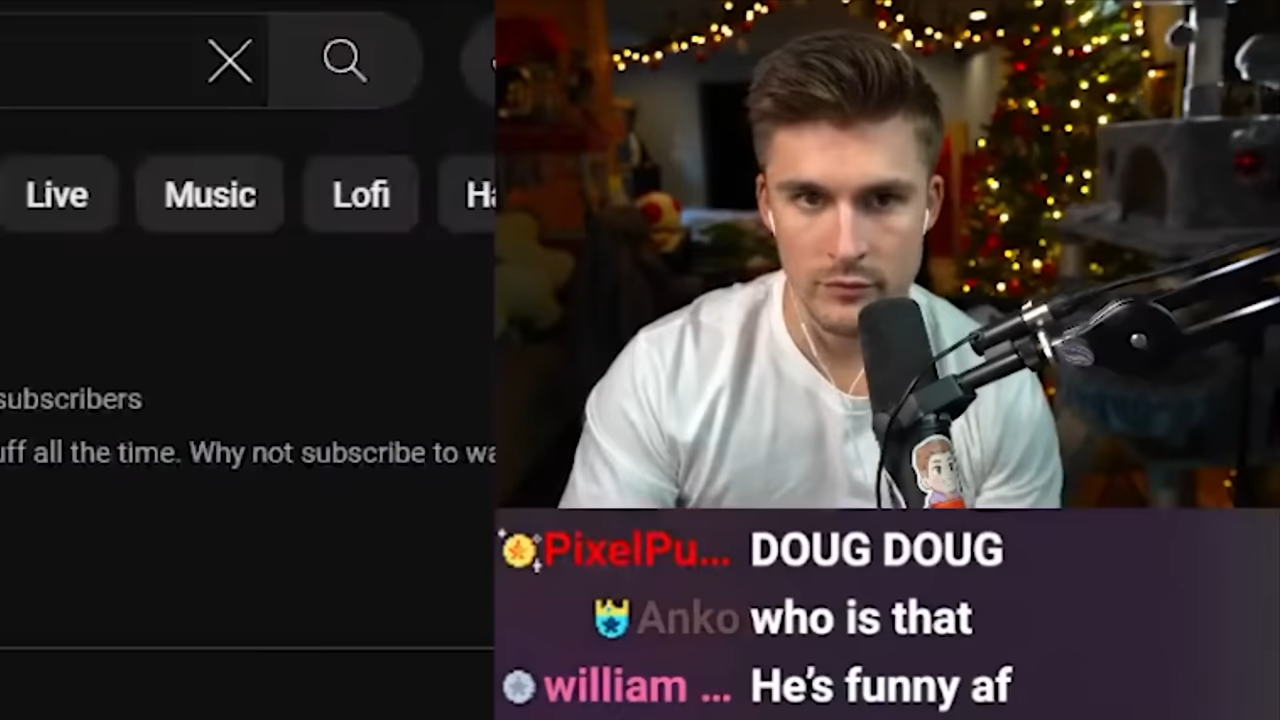 Live Music Lofi Ha
subscribers
uff all the time. Why not subscribe to wa
PixelPu... DOUG DOUG
Anko who is that
william ... He's funny af